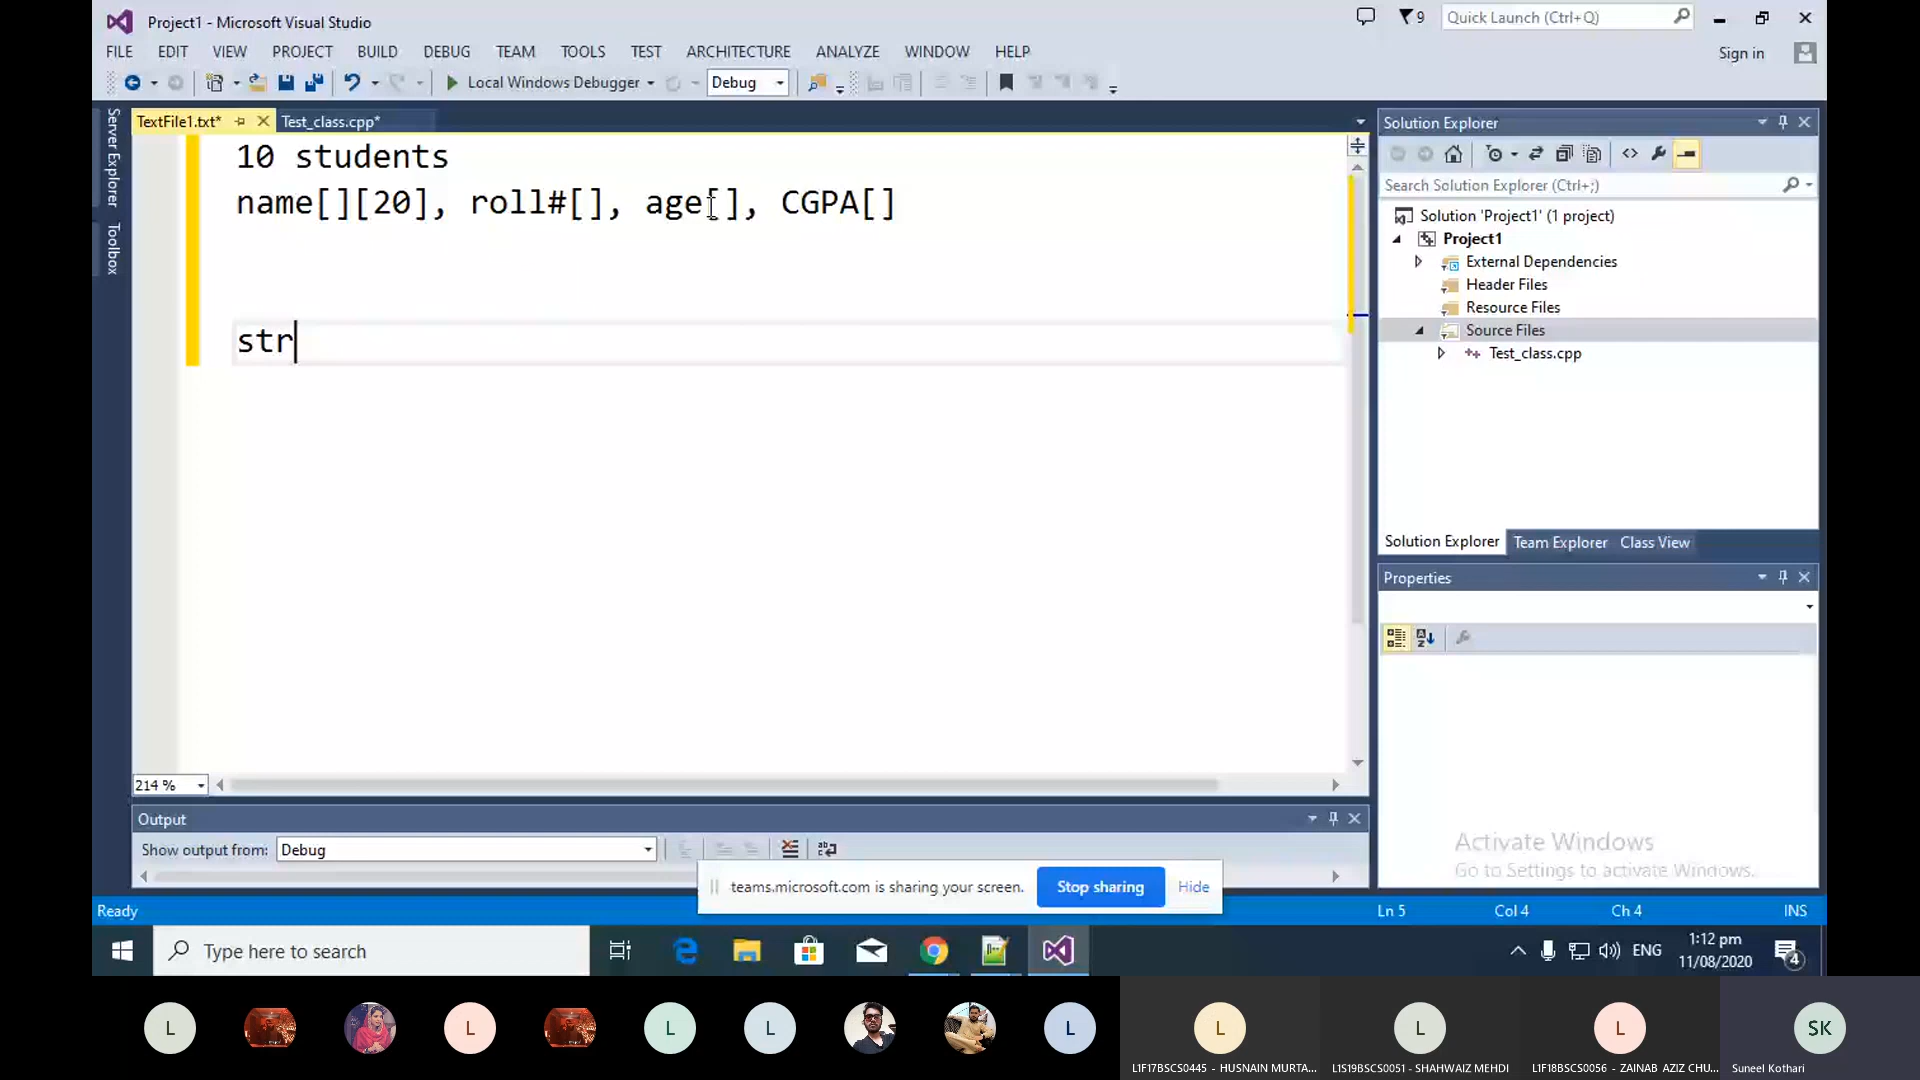 Project1 - Microsoft Visual Studio
9
Quick Launch (Ctrl+Q)
FILE EDIT VIEW PROJECT BUILD DEBUG TEAM TOOLS TEST ARCHITECTURE ANALYZE WINDOW HELP
Sign in
Local Windows Debugger
Debug
Server Explorer
Toolbox
TextFile1.txt*
Test_class.cpp*
10 students
name[][20], roll#[], age[], CGPA[]
str
214 %
Solution Explorer
Search Solution Explorer (Ctrl+;)
Solution 'Project1' (1 project)
Project1
External Dependencies
Header Files
Resource Files
Source Files
Test_class.cpp
Solution Explorer Team Explorer Class View
Properties
Activate Windows
Go to Settings to activate Windows.
Output
Show output from: Debug
teams.microsoft.com is sharing your screen. Stop sharing Hide
Ready
Ln 5 Col 4 Ch 4 INS
Type here to search
ENG
1:12 pm
11/08/2020
4
L L L L L L L L SK
L1F17BSCS0445 - HUSNAIN MURTA...
L1S19BSCS0051 - SHAHWAIZ MEHDI
L1F18BSCS0056 - ZAINAB AZIZ CHU...
Suneel Kothari